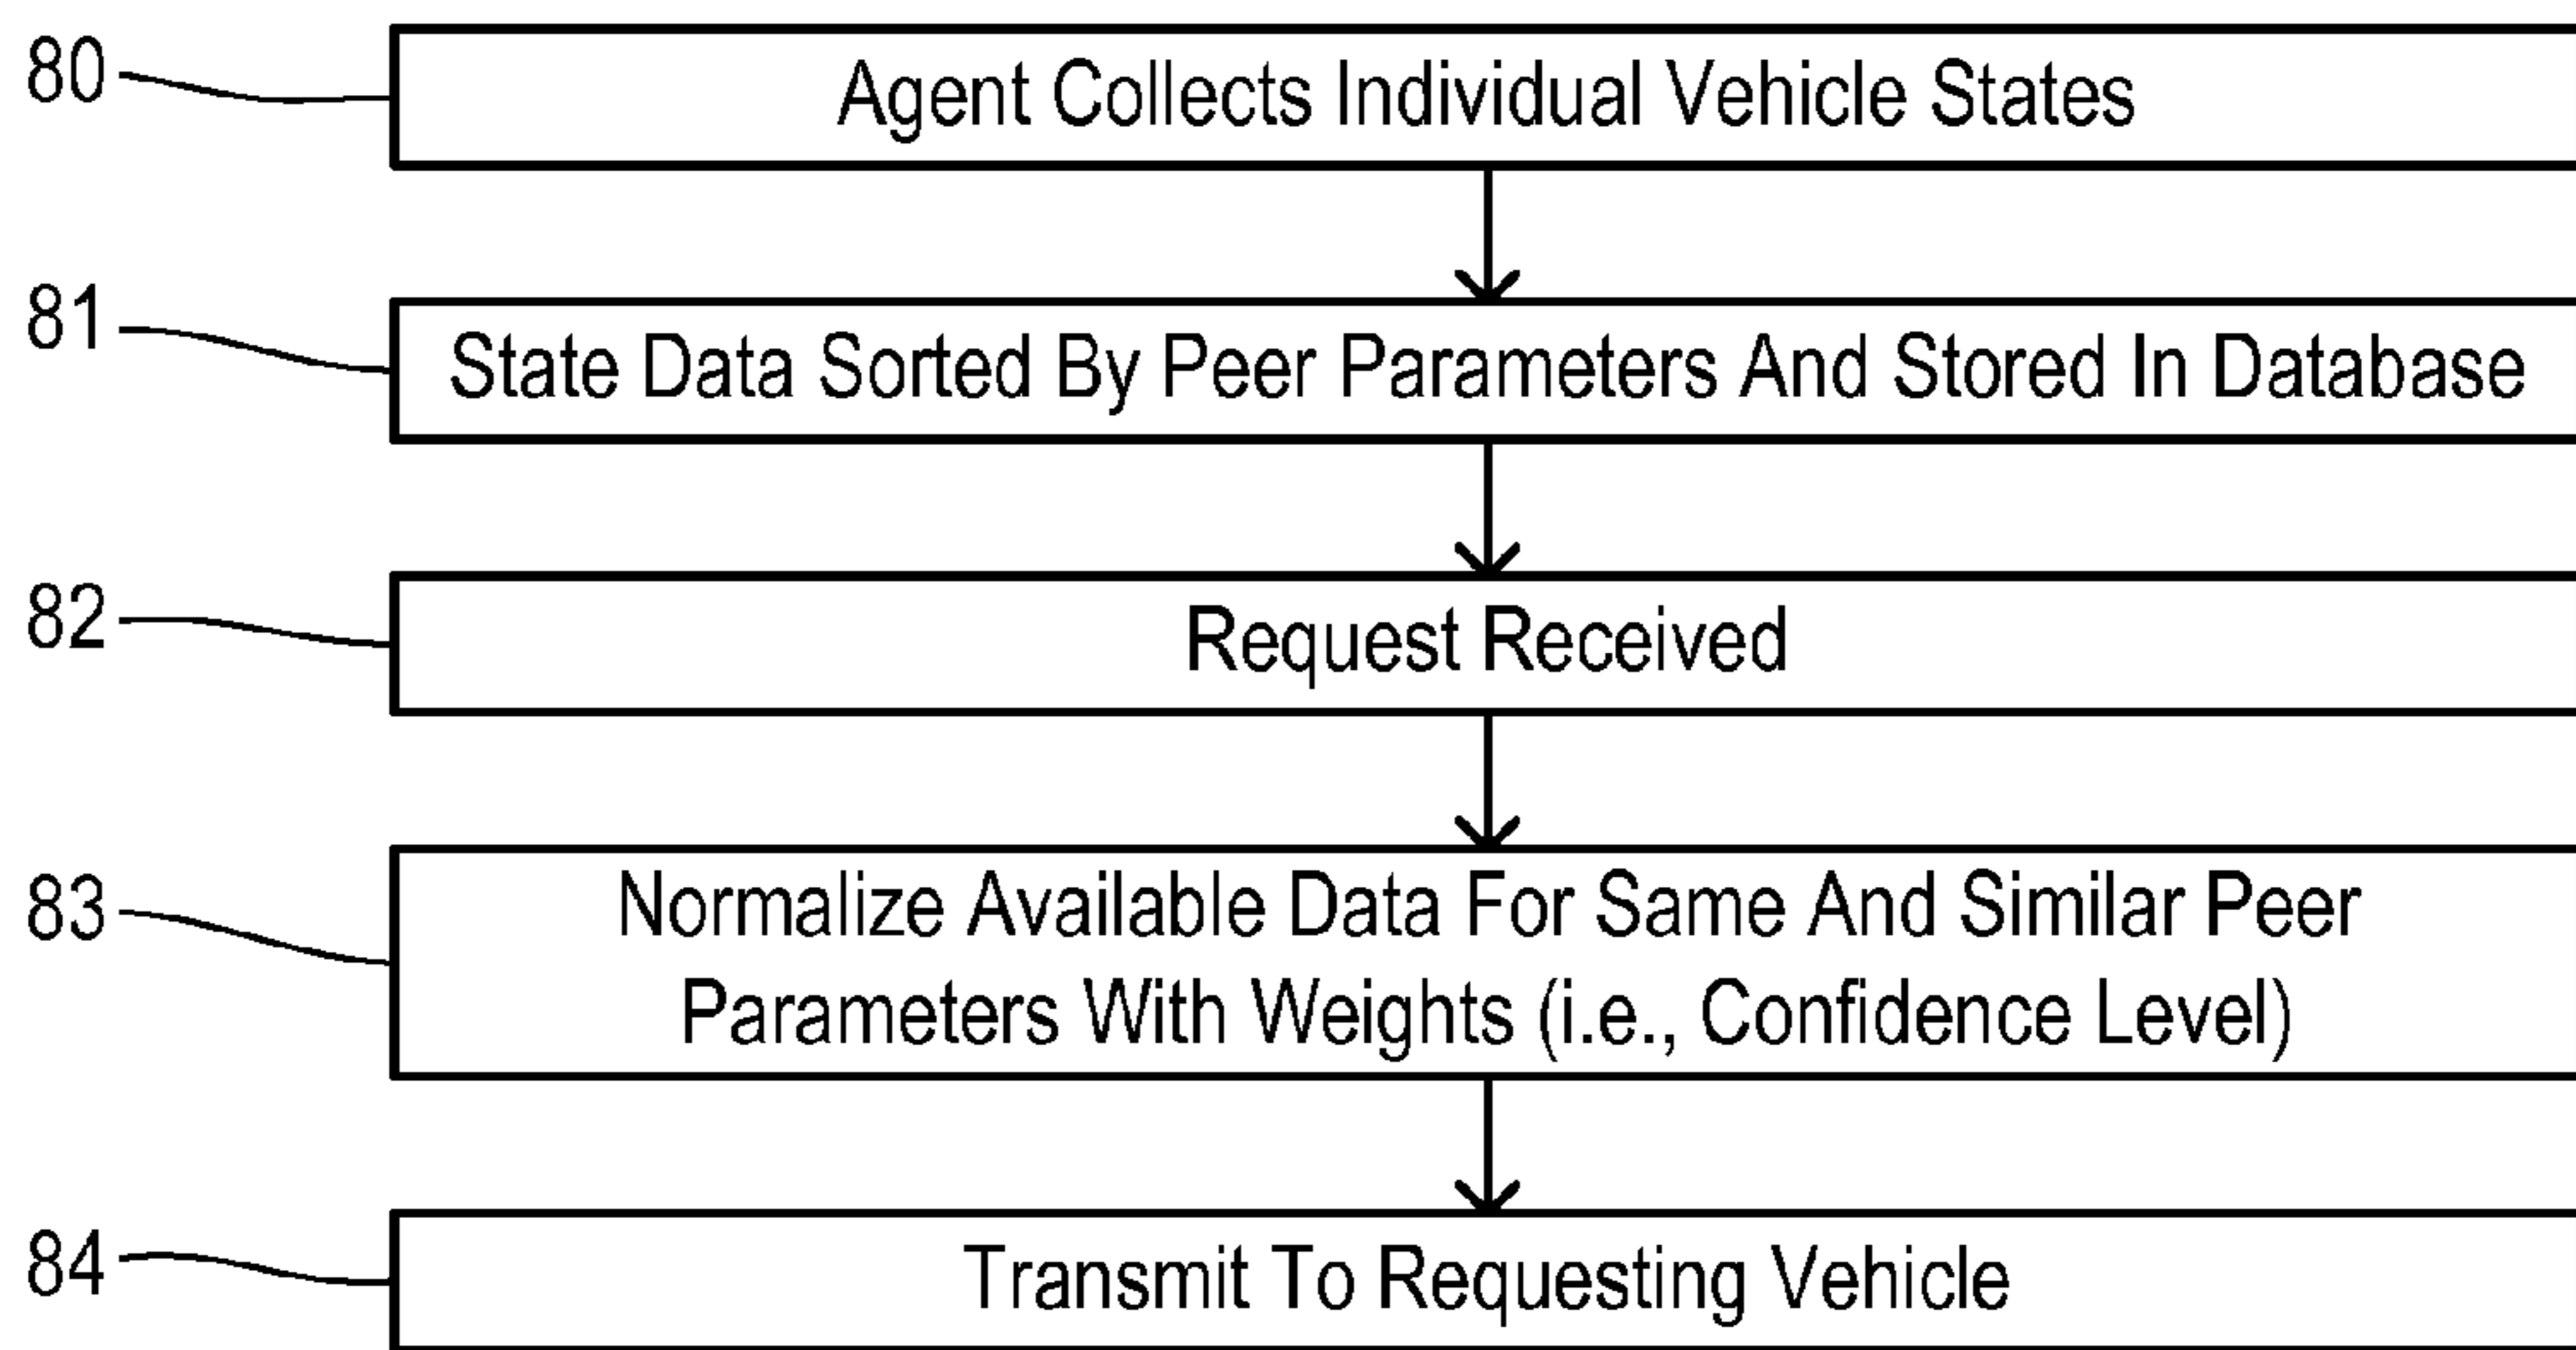 80
Agent Collects Individual Vehicle States
81
State Data Sorted By Peer Parameters And Stored In Database
82
Request Received
83
Normalize Available Data For Same And Similar Peer
Parameters With Weights (i.e., Confidence Level)
84
Transmit To Requesting Vehicle